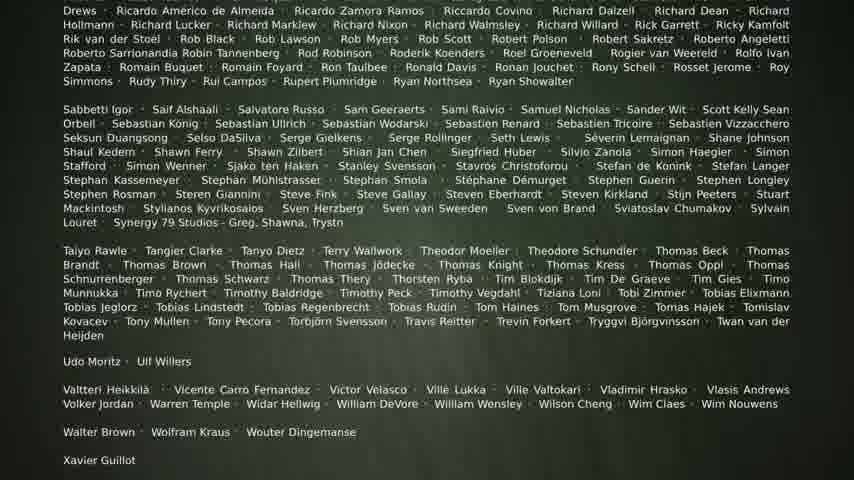 Drews · Ricardo Américo de Almeida · Ricardo Zamora Ramos · Riccardo Covino · Richard Dalzell · Richard Dean · Richard
Hollmann · Richard Lucker · Richard Marklew · Richard Nixon · Richard Walmsley · Richard Willard · Rick Garrett · Ricky Kamfolt
Rik van der Stoel · Rob Black · Rob Lawson · Rob Myers · Rob Scott · Robert Polson · Robert Sakretz · Roberto Angeletti
Roberto Sarrionandia Robin Tannenberg · Rod Robinson · Roderik Koenders · Roel Groeneveld · Rogier van Weereld · Rolfo Ivan
Zapata · Romain Buquet · Romain Foyard · Ron Taulbee · Ronald Davis · Ronan Jouchet · Rony Schell · Rosset Jerome · Roy
Simmons · Rudy Thiry · Rui Campos · Rupert Plumridge · Ryan Northsea · Ryan Showalter
Sabbetti Igor · Saif Alshaali · Salvatore Russo · Sam Geeraerts · Sami Raivio · Samuel Nicholas · Sander Wit · Scott Kelly Sean
Orbell · Sebastian König · Sebastian Ullrich · Sebastian Wodarski · Sebastien Renard · Sebastien Tricoire · Sebastien Vizzacchero
Seksun Duangsong · Selso DaSilva · Serge Gielkens · Serge Rollinger · Seth Lewis · Séverin Lemaignan · Shane Johnson
Shaul Kedem · Shawn Ferry · Shawn Zilbert · Shian Jan Chen · Siegfried Huber · Silvio Zanola · Simon Haegler · Simon
Stafford · Simon Wenner · Sjako ten Haken · Stanley Svensson · Stavros Christoforou · Stefan de Konink · Stefan Langer
Stephan Kassemeyer · Stephan Mühlstrasser · Stephan Smola · Stéphane Démurget · Stephen Guerin · Stephen Longley
Stephen Rosman · Steren Giannini · Steve Fink · Steve Gallay · Steven Eberhardt · Steven Kirkland · Stijn Peeters · Stuart
Mackintosh · Stylianos Kyvrikosaios · Sven Herzberg · Sven van Sweeden · Sven von Brand · Sviatoslav Chumakov · Sylvain
Louret · Synergy 79 Studios - Greg, Shawna, Trystn
Taiyo Rawle · Tangier Clarke · Tanyo Dietz · Terry Wallwork · Theodor Moeller · Theodore Schundler · Thomas Beck · Thomas
Brandt · Thomas Brown · Thomas Hall · Thomas Jödecke · Thomas Knight · Thomas Kress · Thomas Oppl · Thomas
Schnurrenberger · Thomas Schwarz · Thomas Thery · Thorsten Ryba · Tim Blokdijk · Tim De Graeve · Tim Gies · Timo
Munnukka · Timo Rychert · Timothy Baldridge · Timothy Peck · Timothy Vegdahl · Tiziana Loni · Tobi Zimmer · Tobias Elixmann
Tobias Jeglorz · Tobias Lindstedt · Tobias Regenbrecht · Tobias Rudin · Tom Haines · Tom Musgrove · Tomas Hajek · Tomislav
Kovacev · Tony Mullen · Tony Pecora · Torbjörn Svensson · Travis Reitter · Trevin Forkert · Tryggvi Björgvinsson · Twan van der
Heijden
Udo Moritz · Ulf Willers
Valtteri Heikkilä · Vicente Carro Fernandez · Victor Velasco · Ville Lukka · Ville Valtokari · Vladimir Hrasko · Vlasis Andrews
Volker Jordan · Warren Temple · Widar Hellwig · William DeVore · William Wensley · Wilson Cheng · Wim Claes · Wim Nouwens
Walter Brown · Wolfram Kraus · Wouter Dingemanse
Xavier Guillot